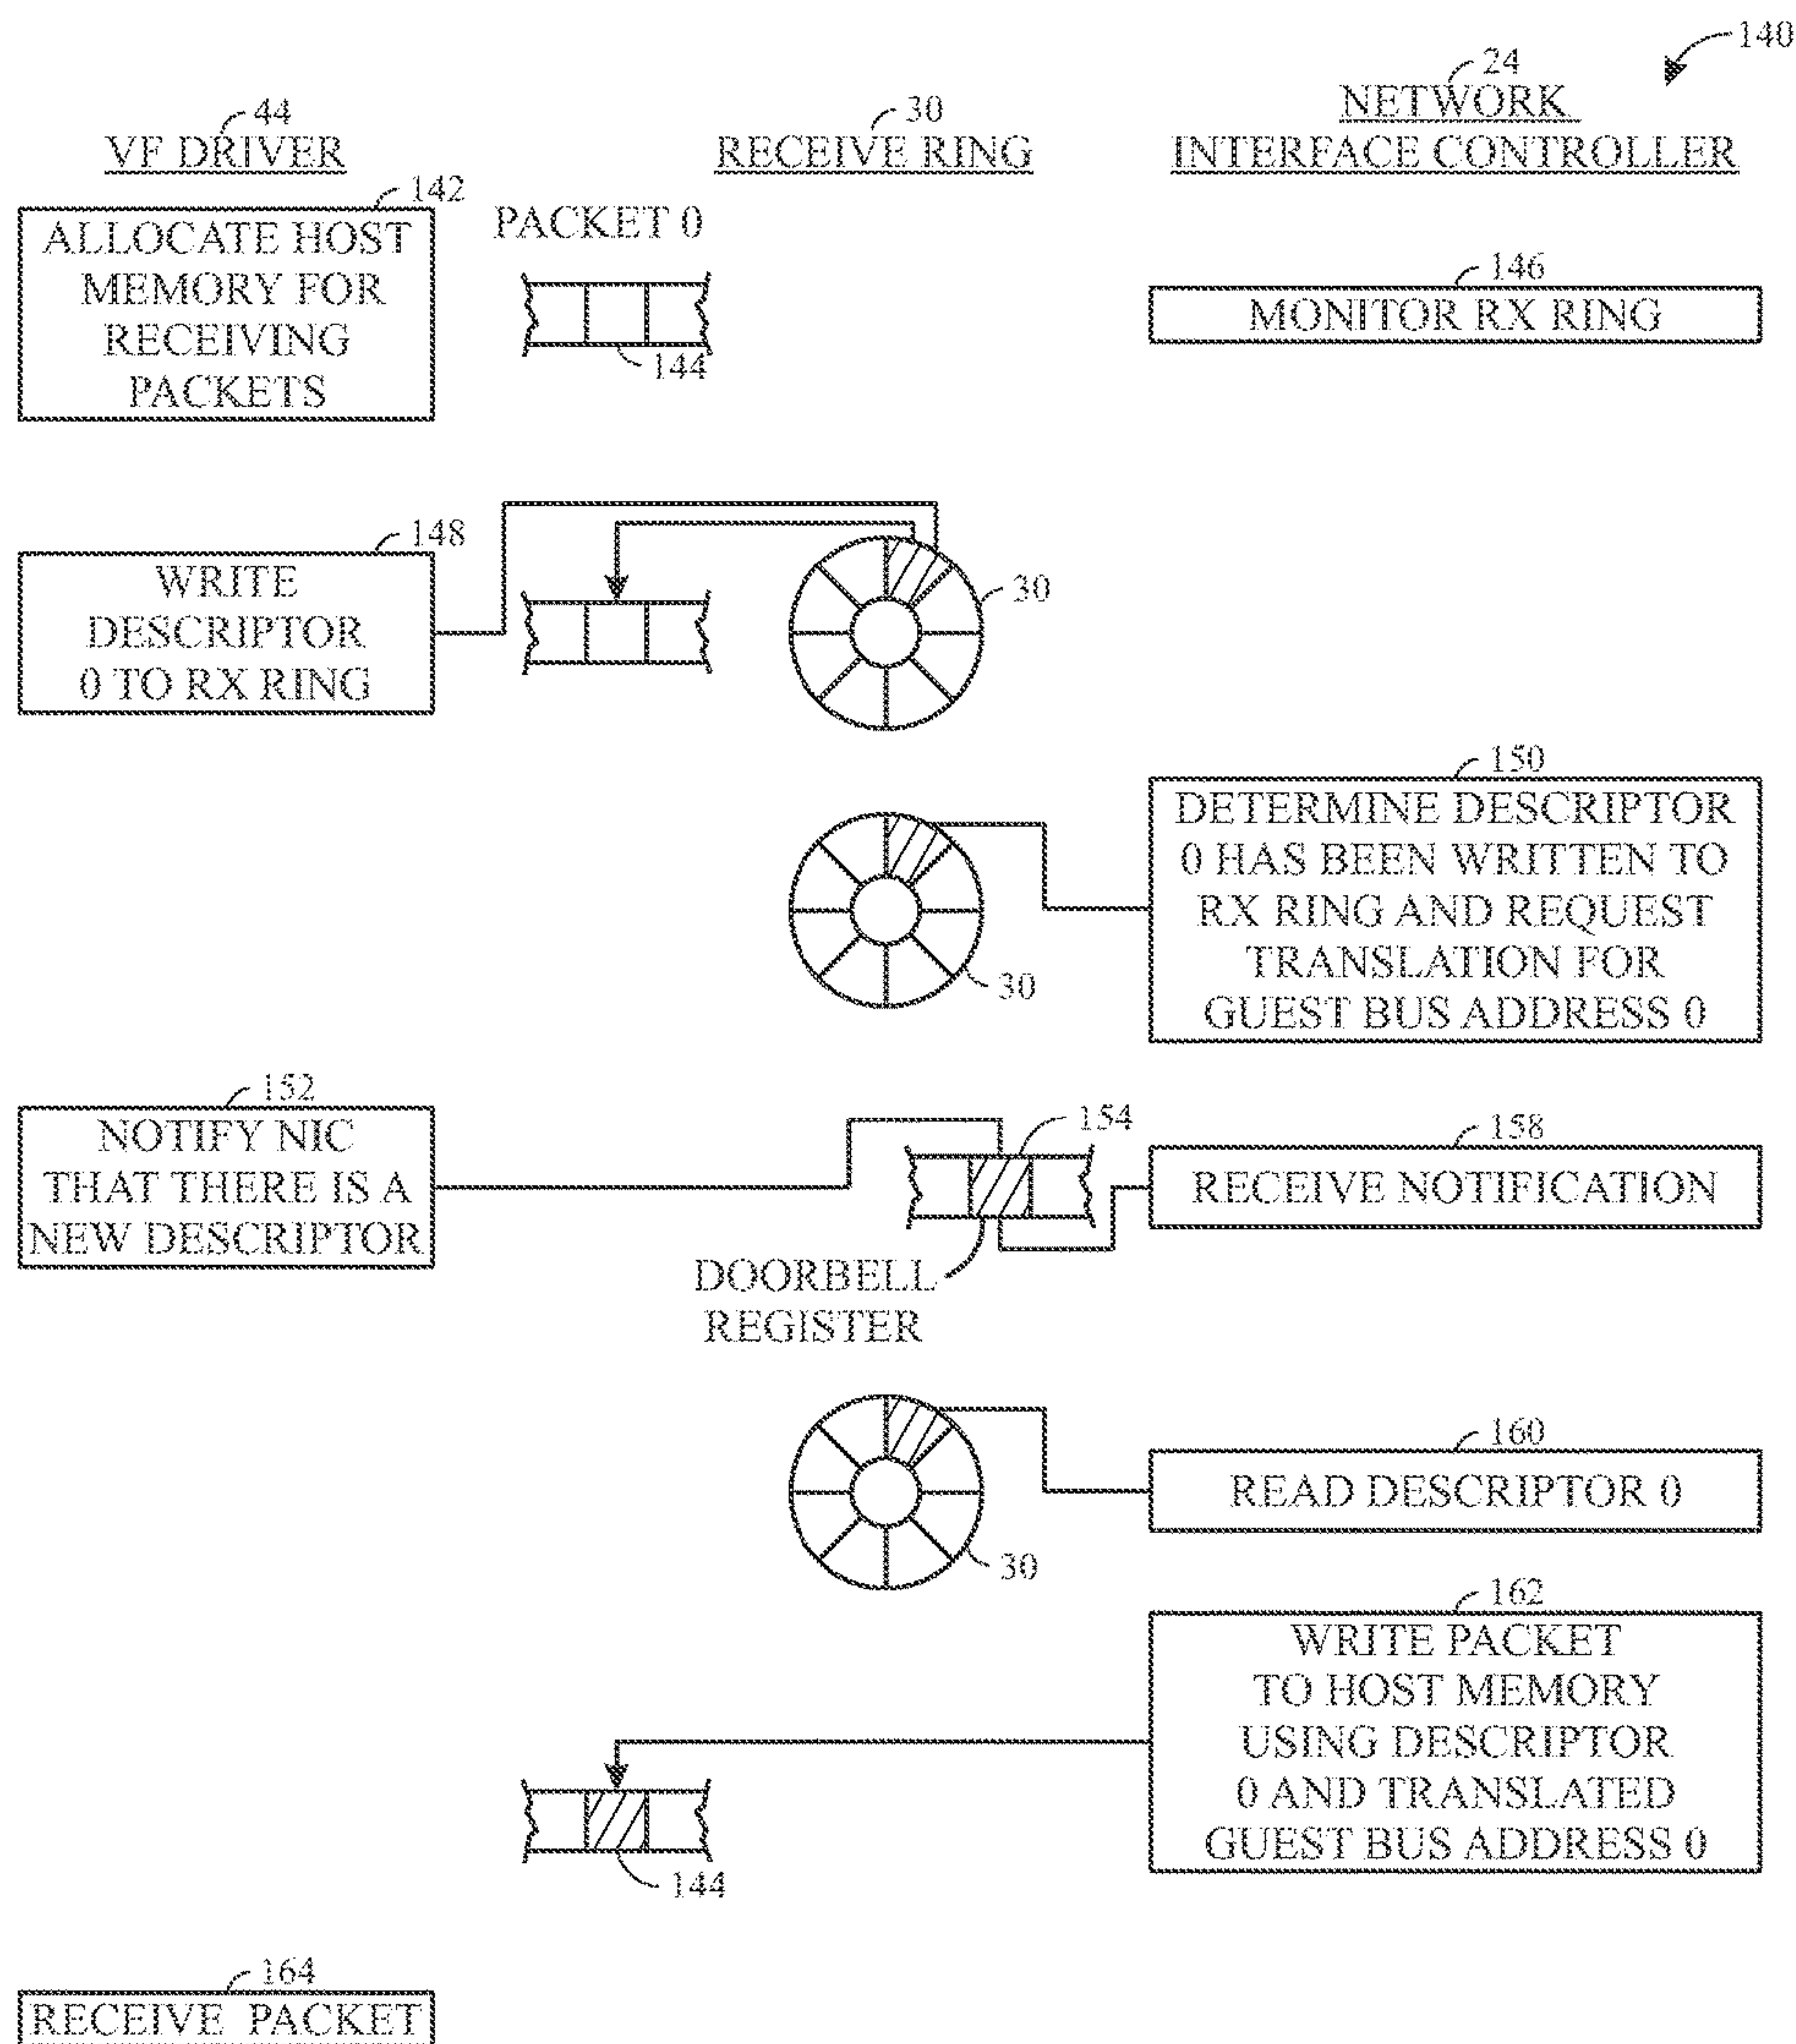 140
44
VF DRIVER
30
RECEIVE RING
24
NETWORK
INTERFACE CONTROLLER
142
ALLOCATE HOST
MEMORY FOR
RECEIVING
PACKETS
PACKET 0
144
146
MONITOR RX RING
148
WRITE
DESCRIPTOR
0 TO RX RING
30
150
DETERMINE DESCRIPTOR
0 HAS BEEN WRITTEN TO
RX RING AND REQUEST
TRANSLATION FOR
GUEST BUS ADDRESS 0
30
152
NOTIFY NIC
THAT THERE IS A
NEW DESCRIPTOR
154
DOORBELL
REGISTER
158
RECEIVE NOTIFICATION
160
READ DESCRIPTOR 0
30
162
WRITE PACKET
TO HOST MEMORY
USING DESCRIPTOR
0 AND TRANSLATED
GUEST BUS ADDRESS 0
144
164
RECEIVE PACKET